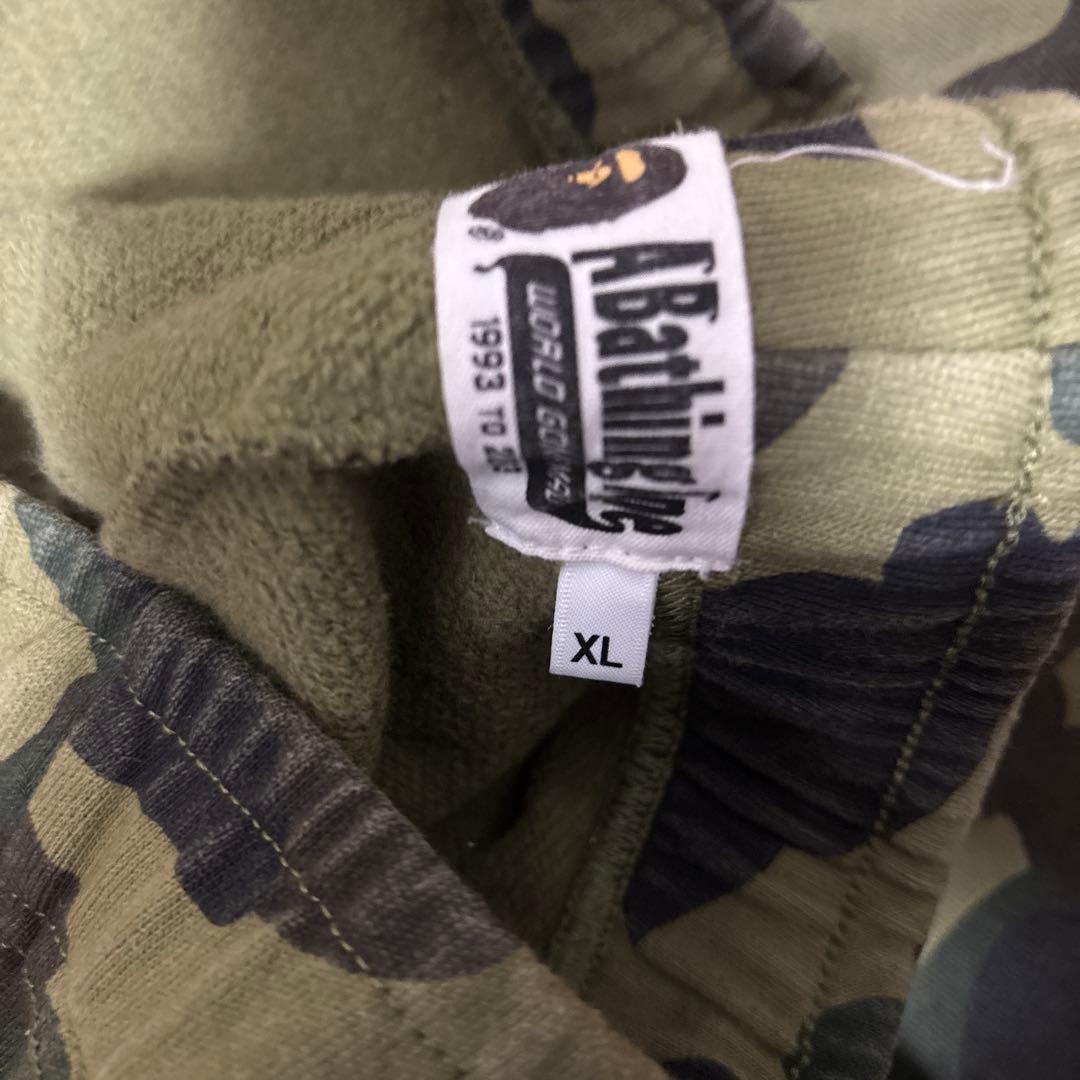 ®
A Bathing Ape
WORLD GONE MAD
1993 TO
XL